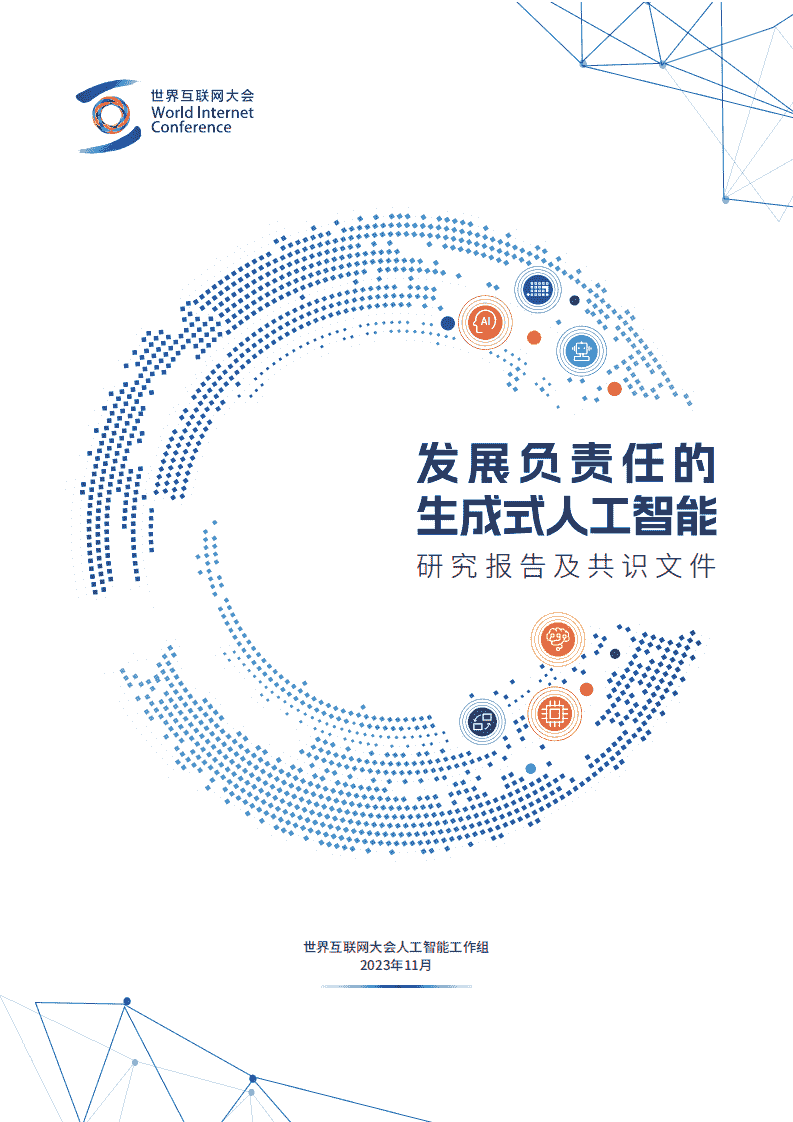 世界互联网大会
World Internet
Conference
AI
发展负责任的
生成式人工智能
研究报告及共识文件
世界互联网大会人工智能工作组
2023年11月